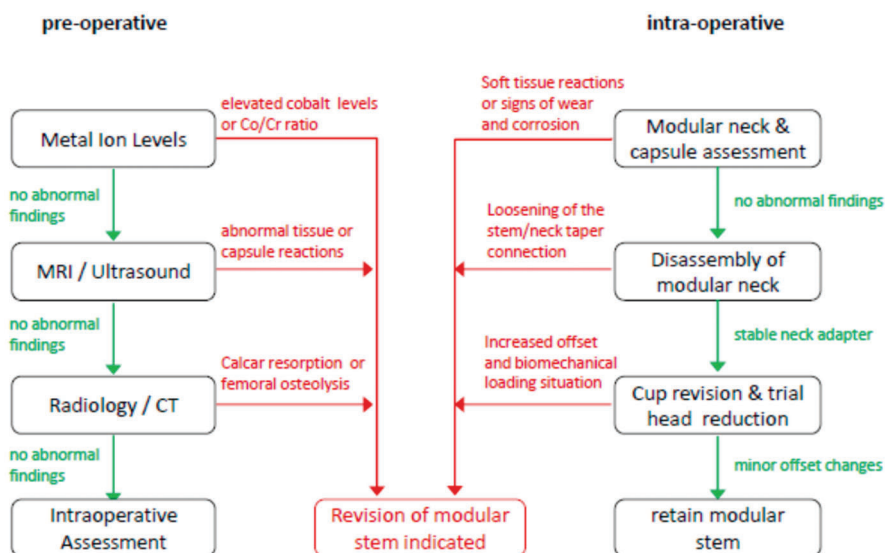 pre-operative
intra-operative
Metal Ion Levels
elevated cobalt levels
or Co/Cr ratio
Soft tissue reactions
or signs of wear
and corrosion
Modular neck &
capsule assessment
no abnormal
findings
no abnormal findings
MRI / Ultrasound
abnormal tissue or
capsule reactions
Loosening of the
stem/neck taper
connection
Disassembly of
modular neck
no abnormal
findings
stable neck adapter
Radiology / CT
Calcar resorption or
femoral osteolysis
Increased offset
and biomechanical
loading situation
Cup revision & trial
head reduction
no abnormal
findings
minor offset changes
Intraoperative
Assessment
Revision of modular
stem indicated
retain modular
stem